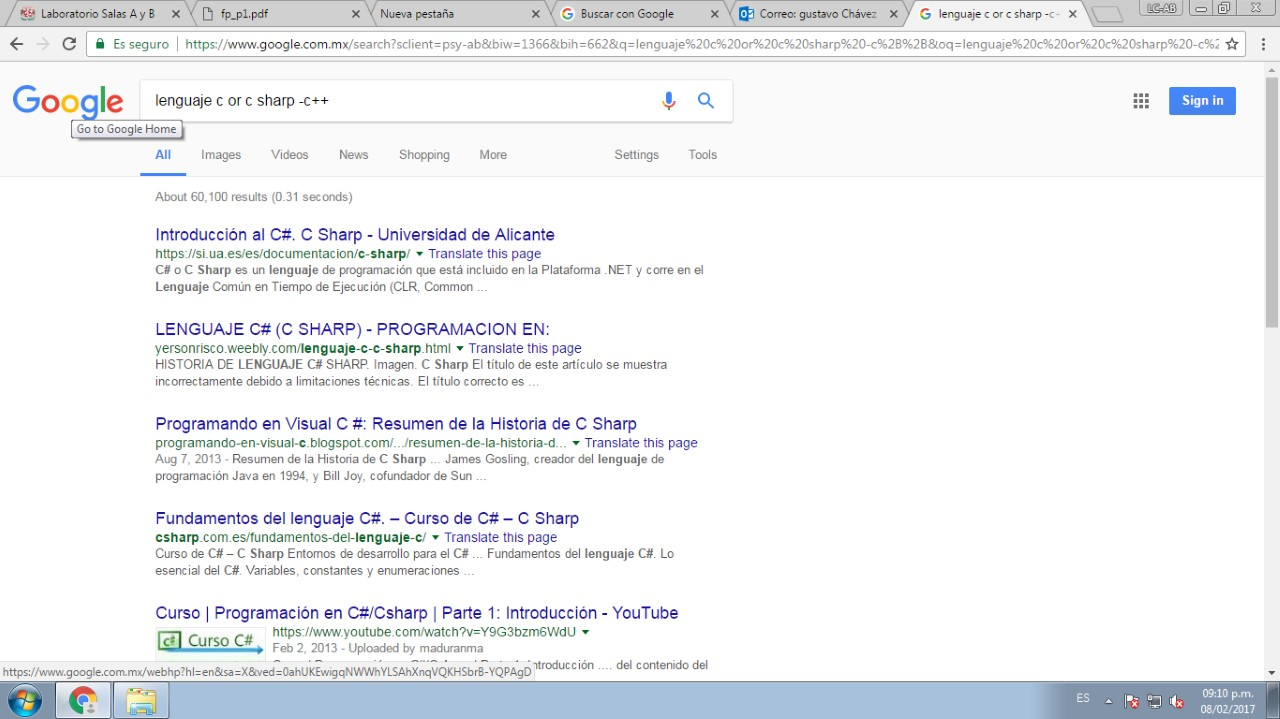 Laboratorio Salas A y B
fp_p1.pdf
Nueva pestaña
Buscar con Google
Correo: gustavo Chávez
lenguaje c or c sharp -c-
LC-AB
Es seguro
https://www.google.com.mx/search?sclient=psy-ab&biw=1366&bih=662&q=lenguaje%20c%20or%20c%20sharp%20-c%2B%2B&oq=lenguaje%20c%20or%20c%20sharp%20-c%2
Google
lenguaje c or c sharp -c++
Sign in
Go to Google Home
All
Images
Videos
News
Shopping
More
Settings
Tools
About 60,100 results (0.31 seconds)
Introducción al C#. C Sharp - Universidad de Alicante
https://si.ua.es/es/documentacion/c-sharp/ Translate this page
C# o C Sharp es un lenguaje de programación que está incluido en la Plataforma .NET y corre en el
Lenguaje Común en Tiempo de Ejecución (CLR, Common ...
LENGUAJE C# (C SHARP) - PROGRAMACION EN:
yersonrisco.weebly.com/lenguaje-c-c-sharp.html Translate this page
HISTORIA DE LENGUAJE C# SHARP. Imagen. C Sharp El título de este artículo se muestra
incorrectamente debido a limitaciones técnicas. El título correcto es ...
Programando en Visual C #: Resumen de la Historia de C Sharp
programando-en-visual-c.blogspot.com/.../resumen-de-la-historia-d... Translate this page
Aug 7, 2013 - Resumen de la Historia de C Sharp ... James Gosling, creador del lenguaje de
programación Java en 1994, y Bill Joy, cofundador de Sun ...
Fundamentos del lenguaje C#. – Curso de C# – C Sharp
csharp.com.es/fundamentos-del-lenguaje-c/ Translate this page
Curso de C# – C Sharp Entornos de desarrollo para el C# ... Fundamentos del lenguaje C#. Lo
esencial del C#. Variables, constantes y enumeraciones ...
Curso | Programación en C#/Csharp | Parte 1: Introducción - YouTube
C# Curso C#
https://www.youtube.com/watch?v=Y9G3bzm6WdU
Feb 2, 2013 - Uploaded by maduranma
Introducción .... del contenido del
https://www.google.com.mx/webhp?hl=en&sa=X&ved=0ahUKEwigqNWWhYLSAhXnqVQKHSbrB-YQPAgD
ES
09:10 p.m.
08/02/2017